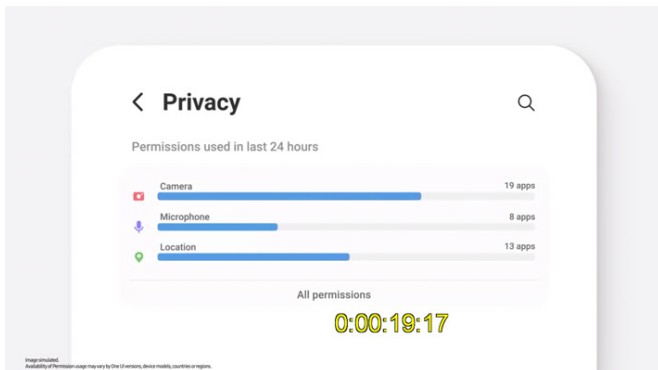 Privacy
Permissions used in last 24 hours
Camera 19 apps
Microphone 8 apps
Location 13 apps
All permissions
0:00:19:17
Image simulated.
Availability of Permission usage may vary by One UI versions, device models, countries or regions.